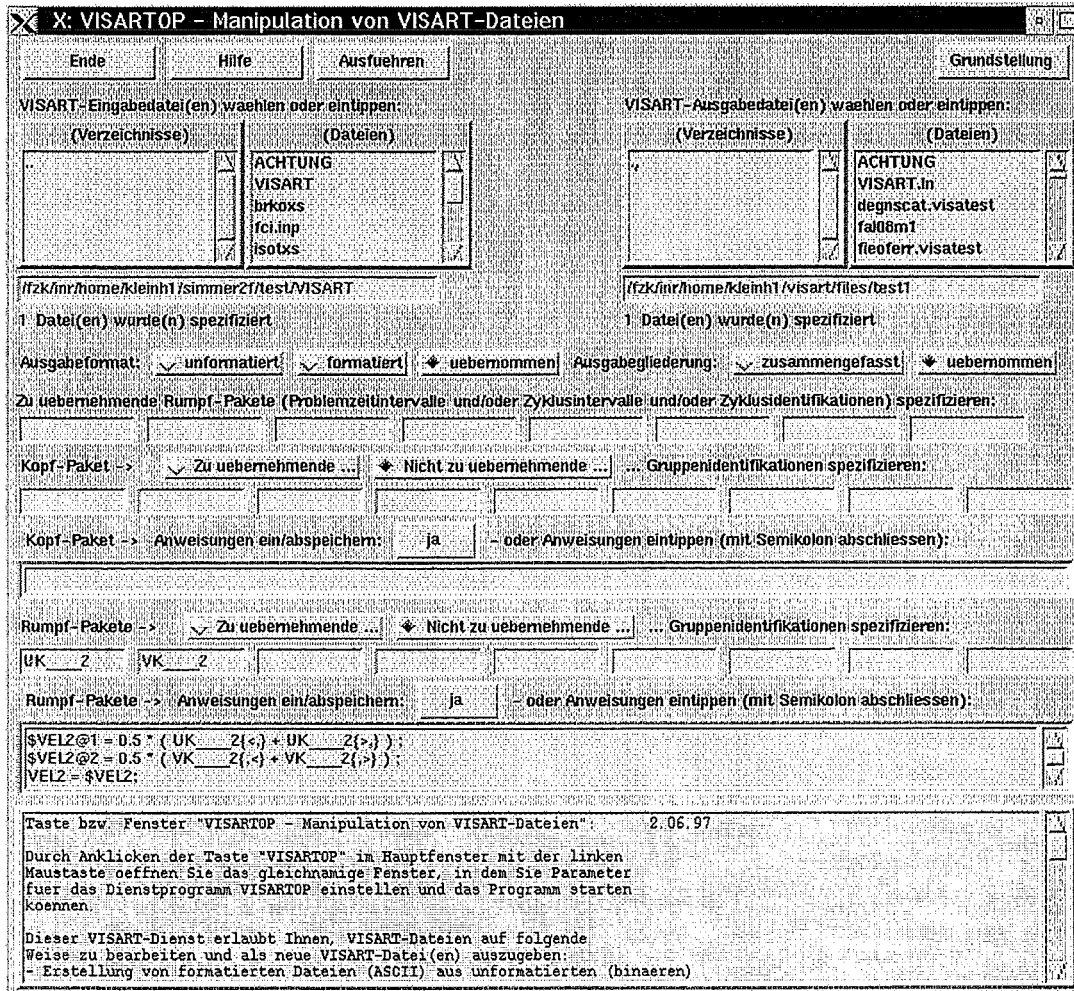 X: VISARTOP - Manipulation von VISART-Dateien
Ende Hilfe Ausfuehren Grundstellung
VISART-Eingabedatei(en) waehlen oder eintippen: VISART-Ausgabedatei(en) waehlen oder eintippen:
(Verzeichnisse) (Dateien) (Verzeichnisse) (Dateien)
.. ACHTUNG .. ACHTUNG
VISART VISART.in
brkoxs degnscat.visatest
fci.inp fal08m1
isotxs fieoferr.visatest
/fzk/inr/home/kleinh1/simmer2f/test/VISART /fzk/inr/home/kleinh1/visart/files/test1
1 Datei(en) wurde(n) spezifiziert 1 Datei(en) wurde(n) spezifiziert
Ausgabeformat: unformatiert formatiert uebernommen Ausgabegliederung: zusammengefasst uebernommen
Zu uebernehmende Rumpf-Pakete (Problemzeitintervalle und/oder Zyklusintervalle und/oder Zyklusidentifikationen) spezifizieren:
Kopf-Paket -> Zu uebernehmende ... Nicht zu uebernehmende ... ... Gruppenidentifikationen spezifizieren:
Kopf-Paket -> Anweisungen ein/abspeichern: ja - oder Anweisungen eintippen (mit Semikolon abschliessen):
Rumpf-Pakete -> Zu uebernehmende ... Nicht zu uebernehmende ... ... Gruppenidentifikationen spezifizieren:
UK____2 VK____2
Rumpf-Pakete -> Anweisungen ein/abspeichern: ja - oder Anweisungen eintippen (mit Semikolon abschliessen):
$VEL2@1 = 0.5 * ( UK____2{<,} + UK____2{>,} ) ;
$VEL2@2 = 0.5 * ( VK____2{,<} + VK____2{,>} ) ;
VEL2 = $VEL2;
Taste bzw. Fenster "VISARTOP - Manipulation von VISART-Dateien": 2.06.97
Durch Anklicken der Taste "VISARTOP" im Hauptfenster mit der linken
Maustaste oeffnen Sie das gleichnamige Fenster, in dem Sie Parameter
fuer das Dienstprogramm VISARTOP einstellen und das Programm starten
koennen.
Dieser VISART-Dienst erlaubt Ihnen, VISART-Dateien auf folgende
Weise zu bearbeiten und als neue VISART-Datei(en) auszugeben:
- Erstellung von formatierten Dateien (ASCII) aus unformatierten (binaeren)